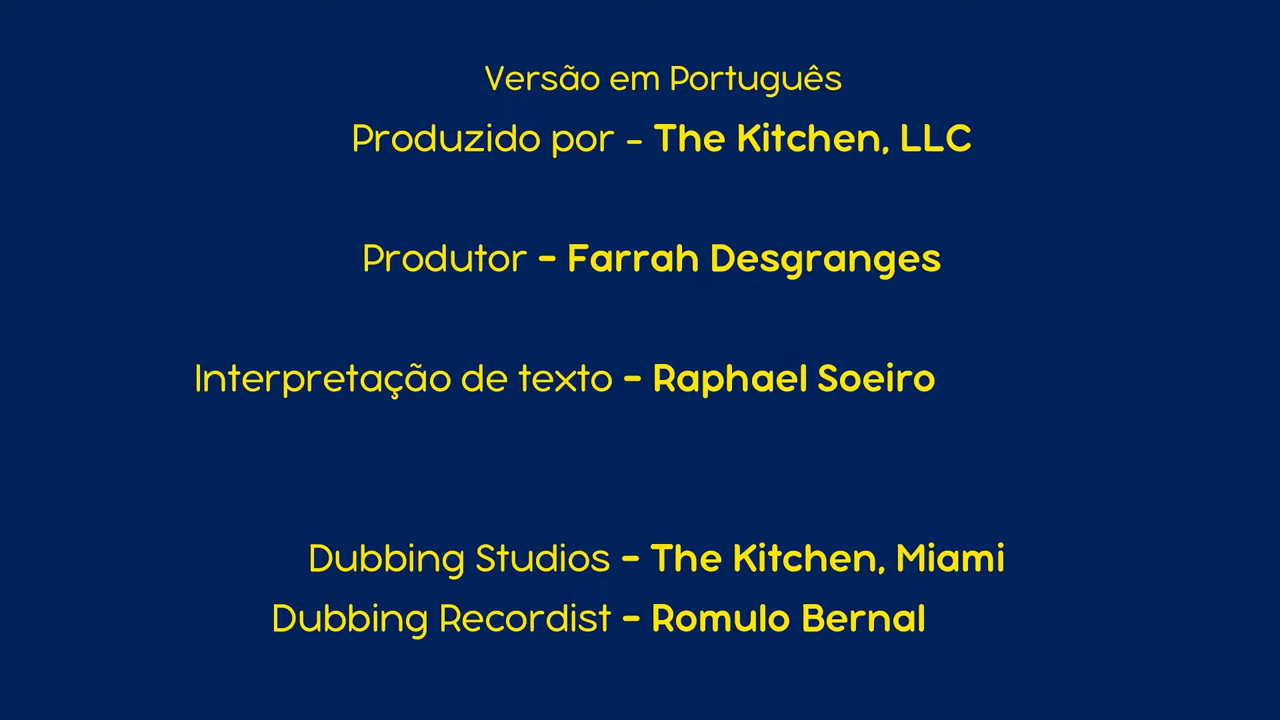 Versão em Português
Produzido por - The Kitchen, LLC
Produtor - Farrah Desgranges
Interpretação de texto - Raphael Soeiro
Dubbing Studios - The Kitchen, Miami
Dubbing Recordist - Romulo Bernal